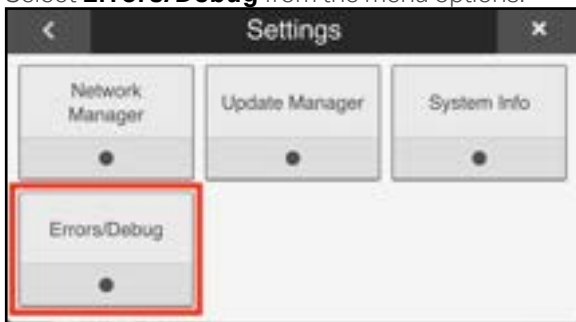 Select Errors/Debug from the menu options.
< Settings ×
Network
Manager
Update Manager
System Info
Errors/Debug